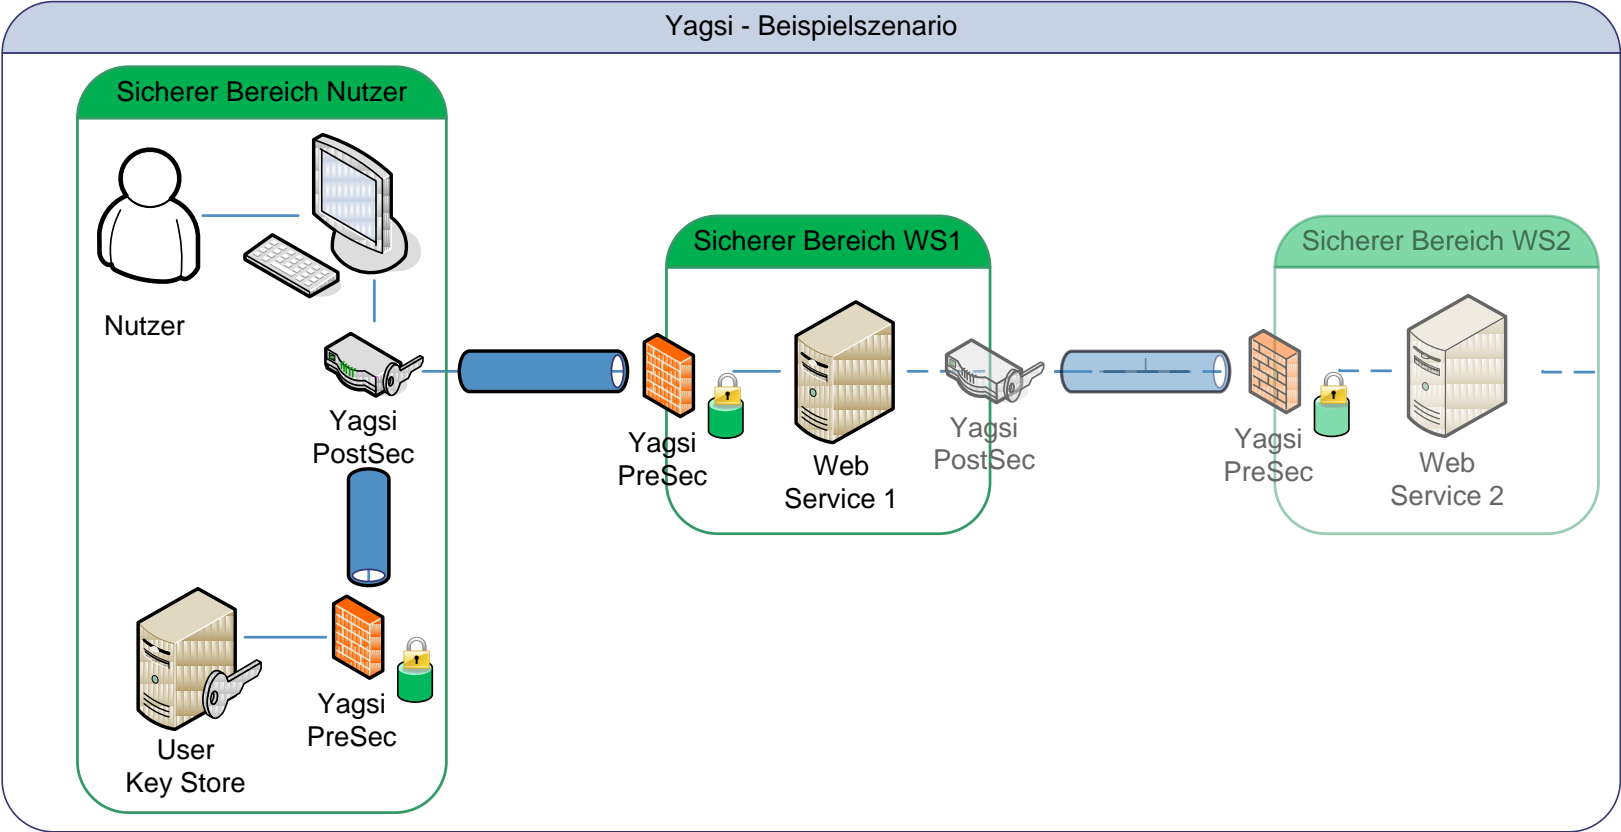 Yagsi - Beispielszenario
Sicherer Bereich Nutzer
Nutzer
Yagsi
PostSec
User
Key Store
Yagsi
PreSec
Sicherer Bereich WS1
Yagsi
PreSec
Web
Service 1
Yagsi
PostSec
Sicherer Bereich WS2
Yagsi
PreSec
Web
Service 2